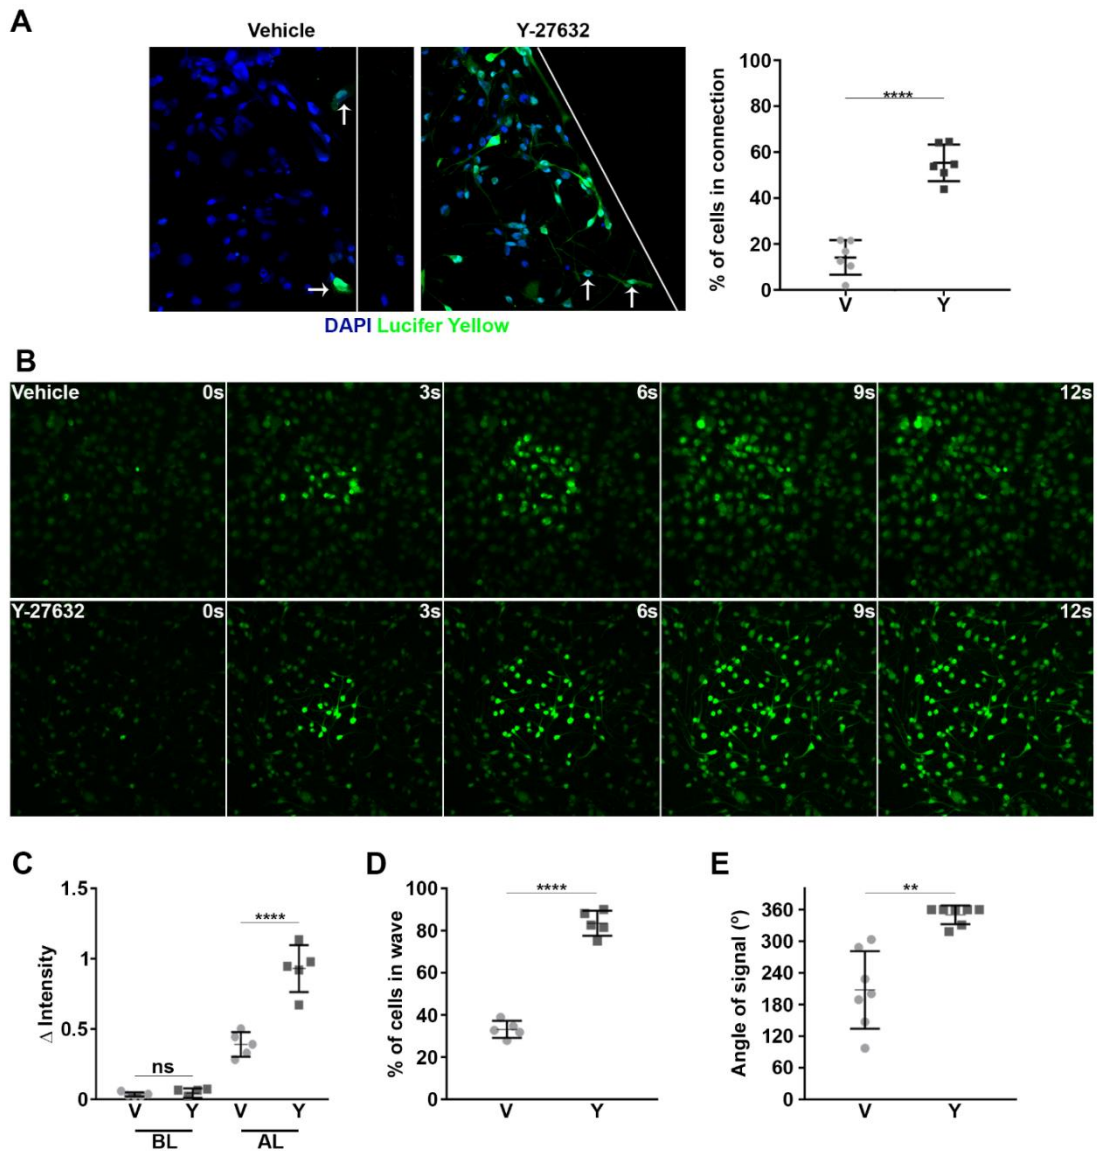 A
Vehicle
Y-27632
DAPI Lucifer Yellow
% of cells in connection
100
80
60
40
20
0
****
V
Y
B
Vehicle
0s
3s
6s
9s
12s
Y-27632
0s
3s
6s
9s
12s
C
Δ Intensity
1.5
1
0.5
0
ns
****
V
Y
V
Y
BL
AL
D
% of cells in wave
100
80
60
40
20
0
****
V
Y
E
Angle of signal (º)
360
300
240
180
120
60
0
**
V
Y